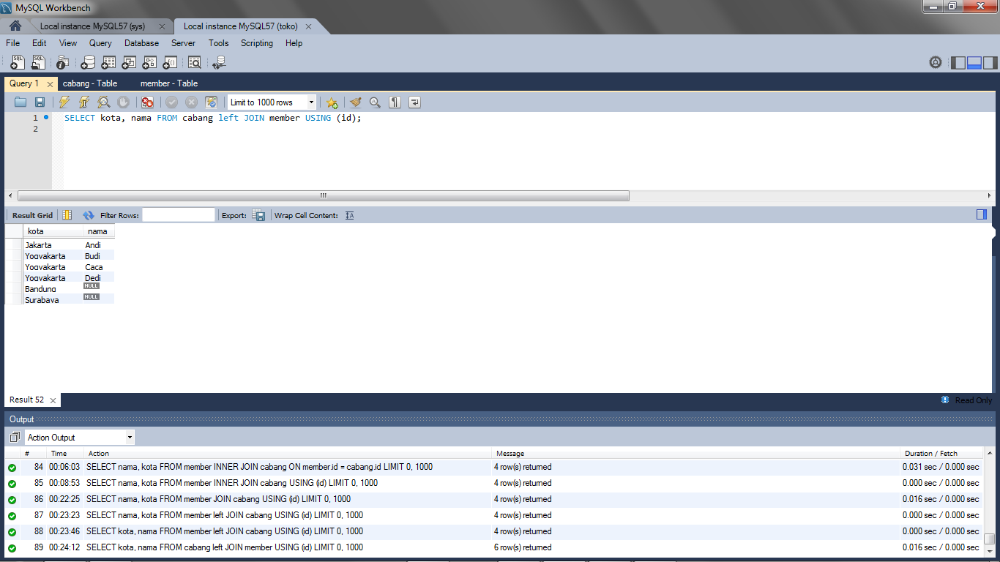 MySQL Workbench
Local instance MySQL57 (sys) Local instance MySQL57 (toko)
File Edit View Query Database Server Tools Scripting Help
Query 1 cabang - Table member - Table
Limit to 1000 rows
1 SELECT kota, nama FROM cabang left JOIN member USING (id);
2
Result Grid Filter Rows: Export: Wrap Cell Content:
kota nama
Jakarta Andi
Yogyakarta Budi
Yogyakarta Caca
Yogyakarta Dedi
Bandung NULL
Surabaya NULL
Result 52 Read Only
Output
Action Output
# Time Action Message Duration / Fetch
84 00:06:03 SELECT nama, kota FROM member INNER JOIN cabang ON member.id = cabang.id LIMIT 0, 1000 4 row(s) returned 0.031 sec / 0.000 sec
85 00:08:53 SELECT nama, kota FROM member INNER JOIN cabang USING (id) LIMIT 0, 1000 4 row(s) returned 0.000 sec / 0.000 sec
86 00:22:25 SELECT nama, kota FROM member JOIN cabang USING (id) LIMIT 0, 1000 4 row(s) returned 0.016 sec / 0.000 sec
87 00:23:23 SELECT nama, kota FROM member left JOIN cabang USING (id) LIMIT 0, 1000 4 row(s) returned 0.000 sec / 0.000 sec
88 00:23:46 SELECT kota, nama FROM member left JOIN cabang USING (id) LIMIT 0, 1000 4 row(s) returned 0.000 sec / 0.000 sec
89 00:24:12 SELECT kota, nama FROM cabang left JOIN member USING (id) LIMIT 0, 1000 6 row(s) returned 0.016 sec / 0.000 sec